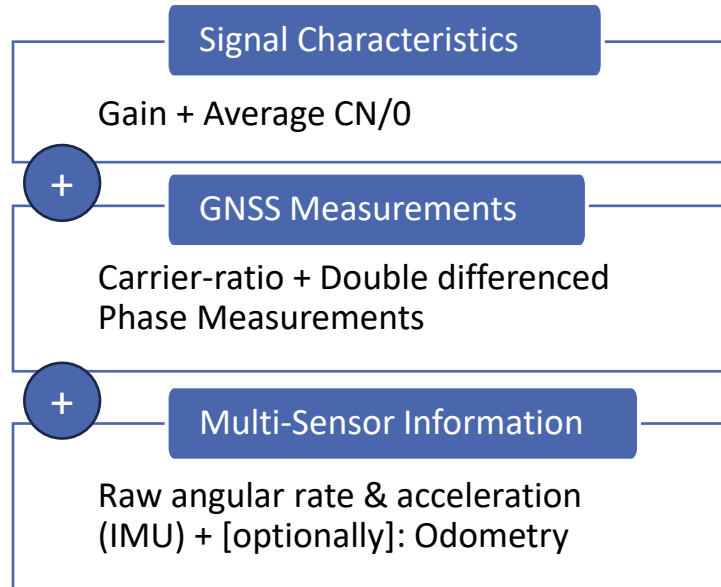 Signal Characteristics
Gain + Average CN/0
+
GNSS Measurements
Carrier-ratio + Double differenced
Phase Measurements
+
Multi-Sensor Information
Raw angular rate & acceleration
(IMU) + [optionally]: Odometry